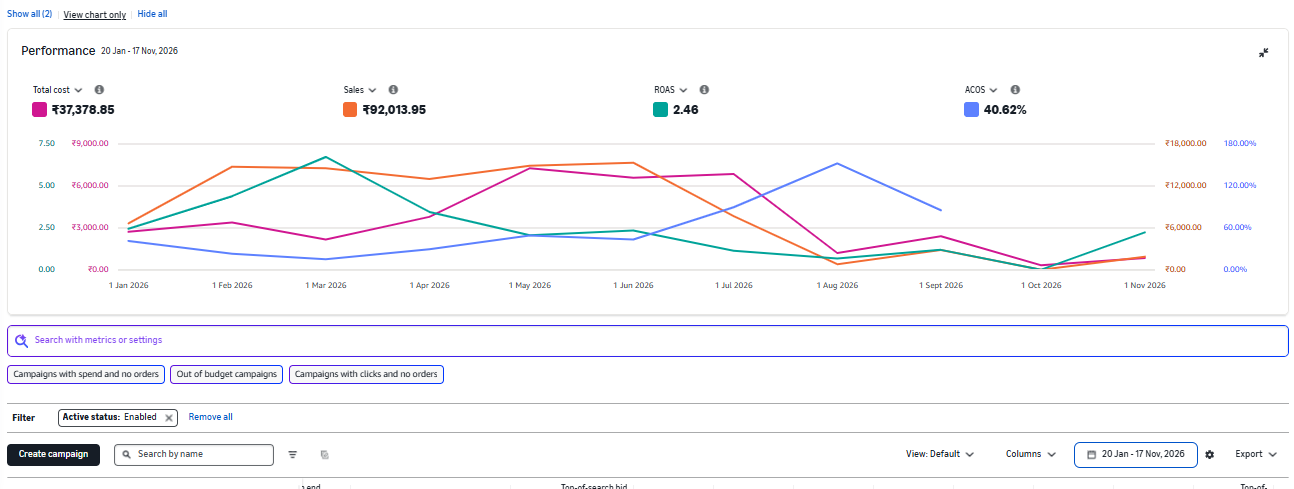 Show all (2) View chart only Hide all
Performance 20 Jan - 17 Nov, 2026
Total cost Sales ROAS ACOS
₹37,378.85 ₹92,013.95 2.46 40.62%
7.50 ₹9,000.00 ₹18,000.00 180.00%
5.00 ₹6,000.00 ₹12,000.00 120.00%
2.50 ₹3,000.00 ₹6,000.00 60.00%
0.00 ₹0.00 ₹0.00 0.00%
1 Jan 2026 1 Feb 2026 1 Mar 2026 1 Apr 2026 1 May 2026 1 Jun 2026 1 Jul 2026 1 Aug 2026 1 Sept 2026 1 Oct 2026 1 Nov 2026
Search with metrics or settings
Campaigns with spend and no orders Out of budget campaigns Campaigns with clicks and no orders
Filter Active status: Enabled Remove all
Create campaign Search by name View: Default Columns 20 Jan - 17 Nov, 2026 Export
end Top-of-search bid Top-of-